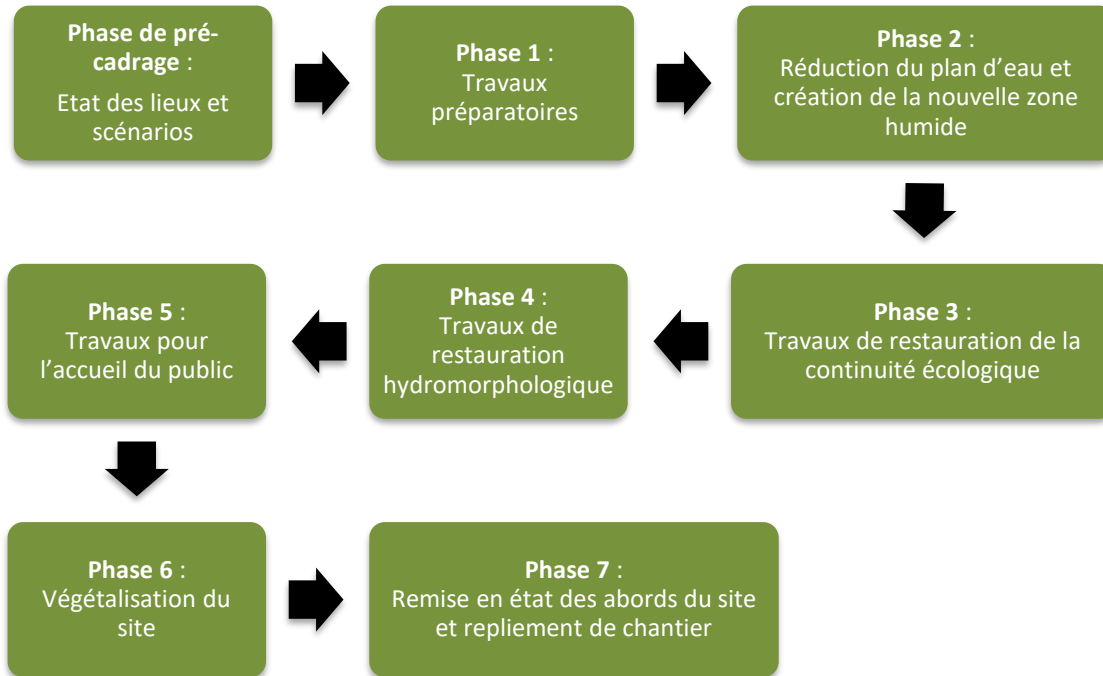 Phase de pré-
cadrage :
Etat des lieux et
scénarios
Phase 1 :
Travaux
préparatoires
Phase 2 :
Réduction du plan d’eau et
création de la nouvelle zone
humide
Phase 3 :
Travaux de restauration de la
continuité écologique
Phase 4 :
Travaux de
restauration
hydromorphologique
Phase 5 :
Travaux pour
l’accueil du public
Phase 6 :
Végétalisation du
site
Phase 7 :
Remise en état des abords du site
et repliement de chantier